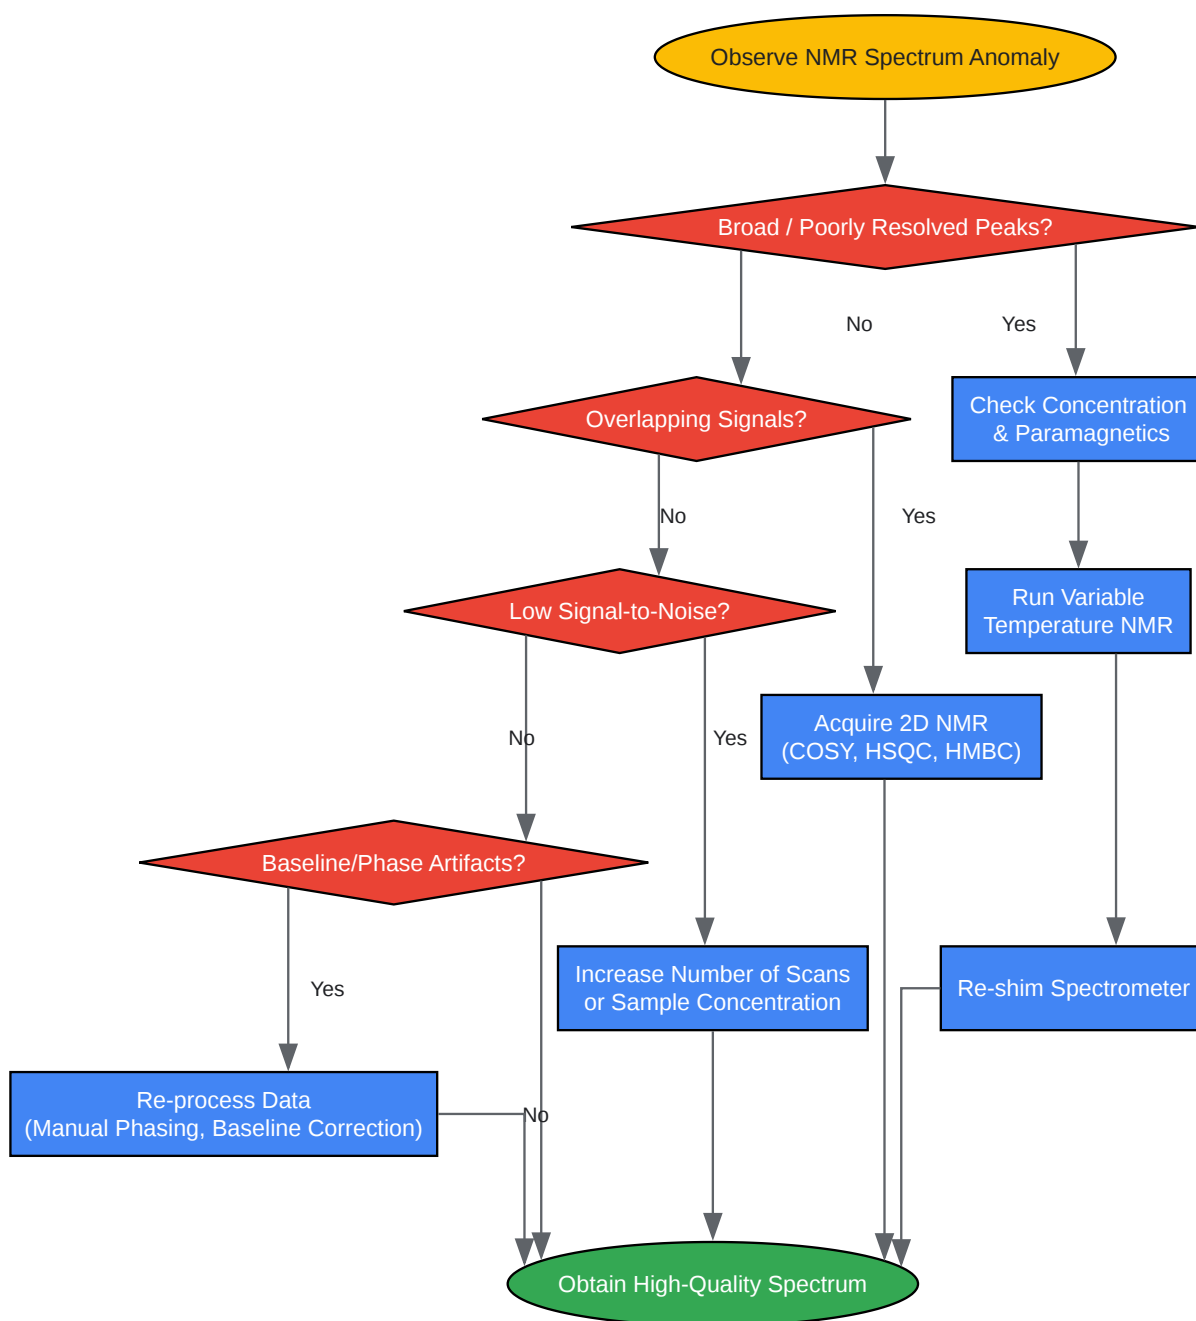 Observe NMR Spectrum Anomaly
Broad / Poorly Resolved Peaks?
No
Yes
Overlapping Signals?
Check Concentration
& Paramagnetics
No
Yes
Low Signal-to-Noise?
Run Variable
Temperature NMR
No
Yes
Acquire 2D NMR
(COSY, HSQC, HMBC)
Baseline/Phase Artifacts?
Yes
Increase Number of Scans
or Sample Concentration
Re-shim Spectrometer
Re-process Data
(Manual Phasing, Baseline Correction)
No
Obtain High-Quality Spectrum